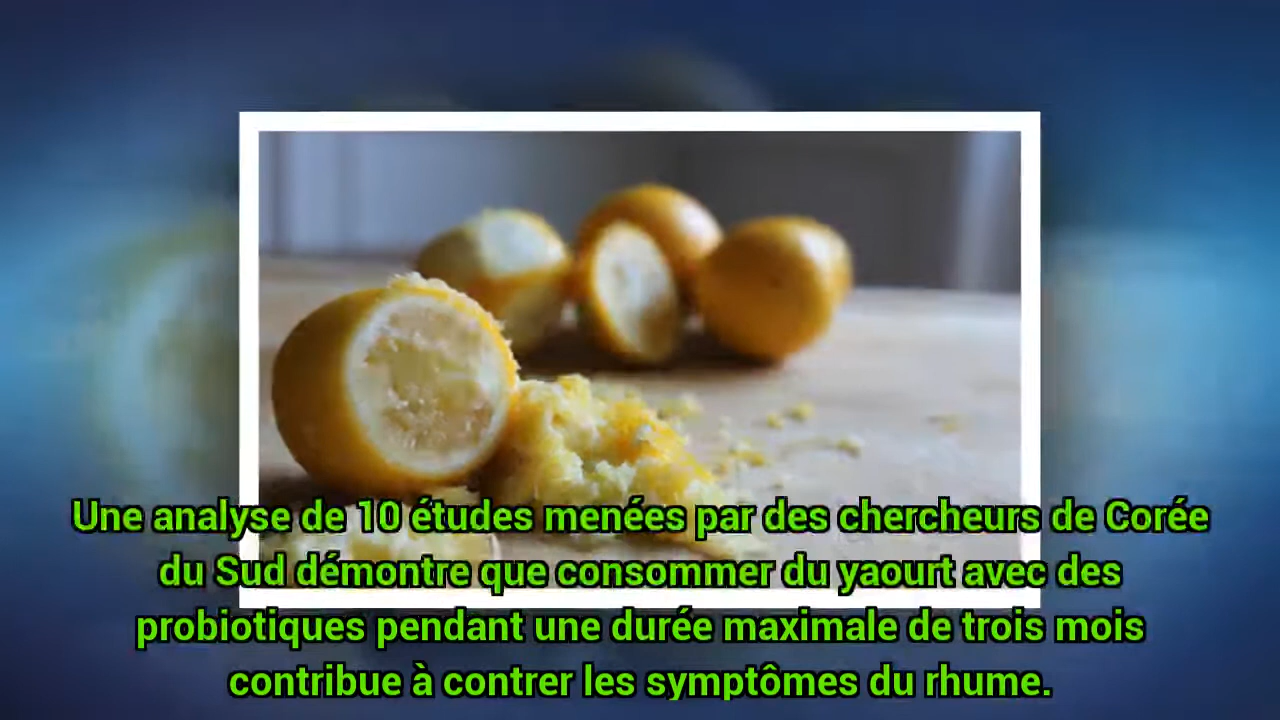 Une analyse de 10 études menées par des chercheurs de Corée
du Sud démontre que consommer du yaourt avec des
probiotiques pendant une durée maximale de trois mois
contribue à contrer les symptômes du rhume.